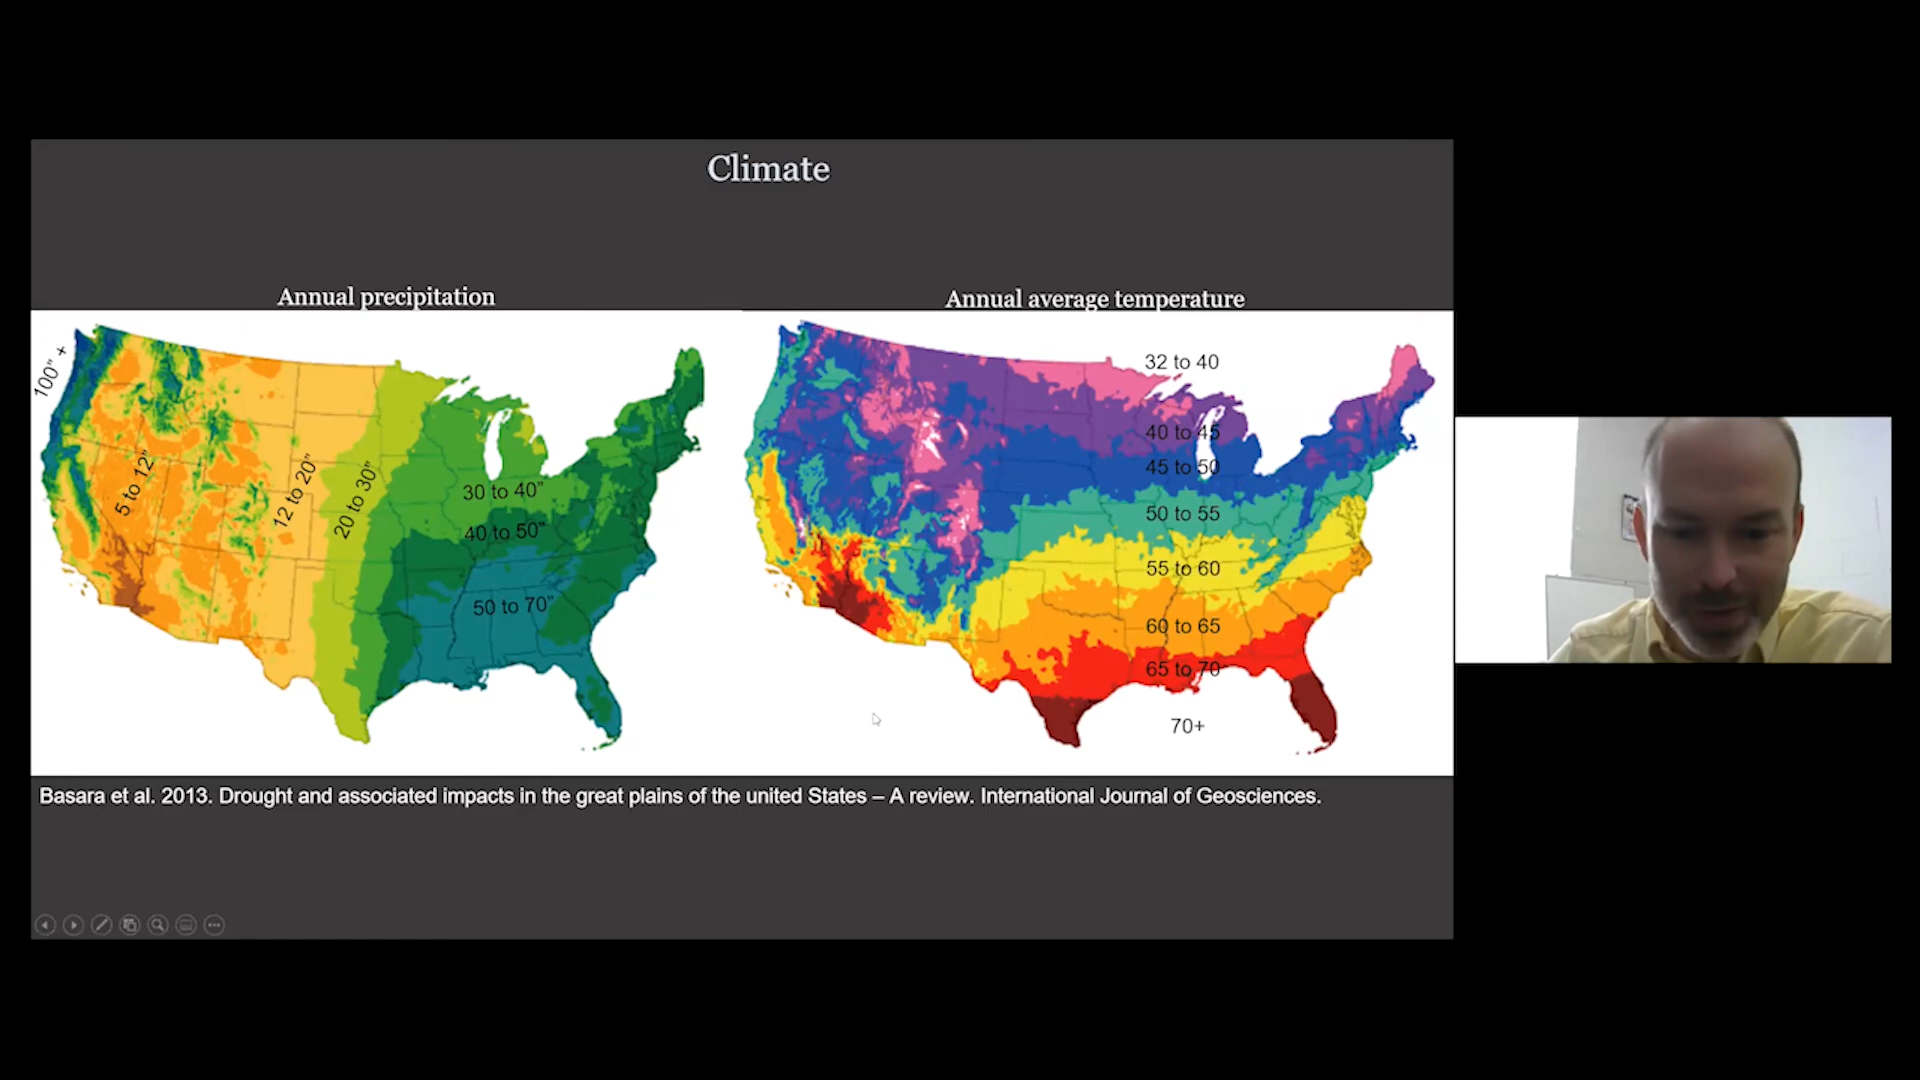 Climate
Annual precipitation
Annual average temperature
100” +
5 to 12”
12 to 20”
20 to 30”
30 to 40”
40 to 50”
50 to 70”
32 to 40
40 to 45
45 to 50
50 to 55
55 to 60
60 to 65
65 to 70
70+
Basara et al. 2013. Drought and associated impacts in the great plains of the united States – A review. International Journal of Geosciences.